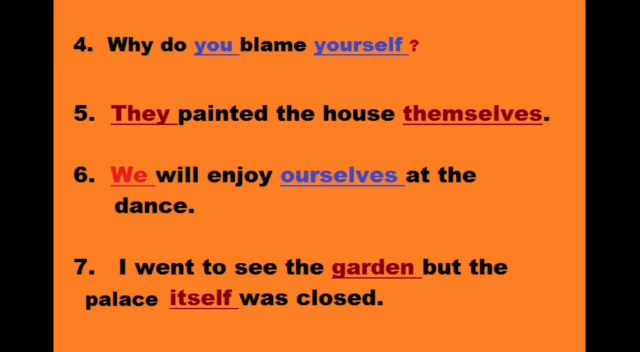 4. Why do you blame yourself ?
5. They painted the house themselves.
6. We will enjoy ourselves at the
dance.
7. I went to see the garden but the
palace itself was closed.